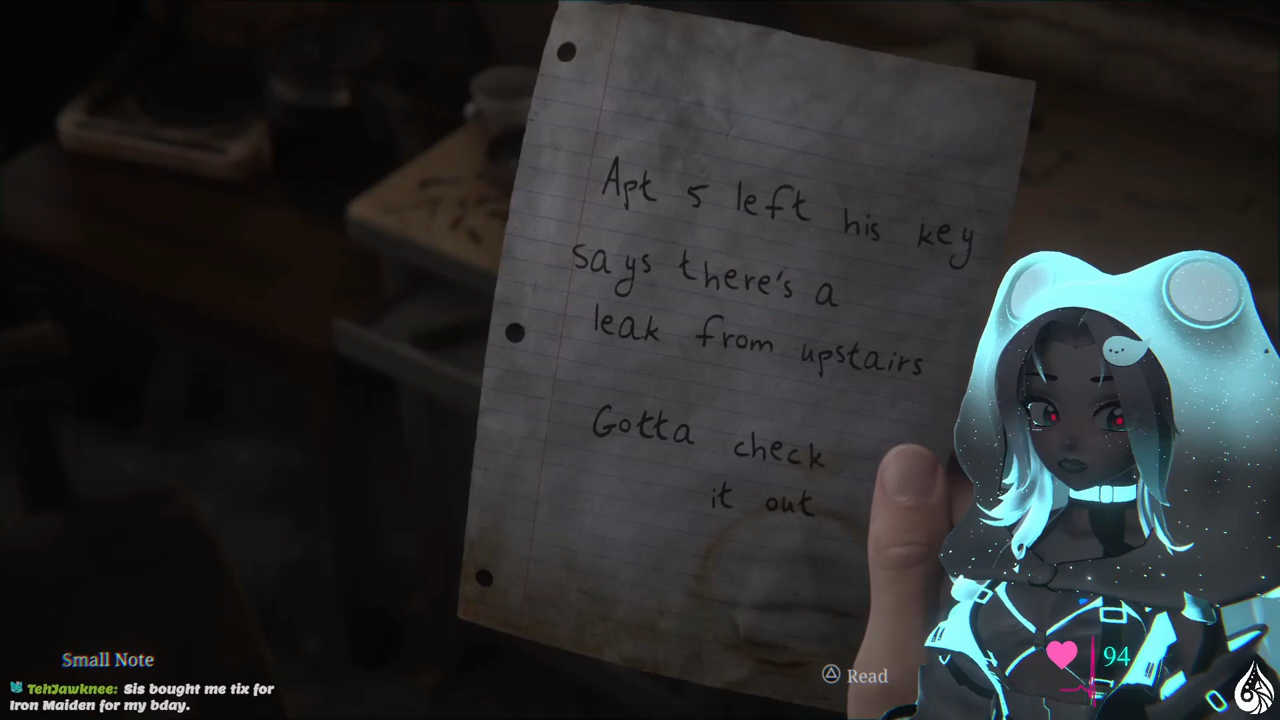 Apt 5 left his key
says there's a
leak from upstairs
Gotta check
it out
Small Note
Read
TehJawknee: Sis bought me tix for
Iron Maiden for my bday.
94